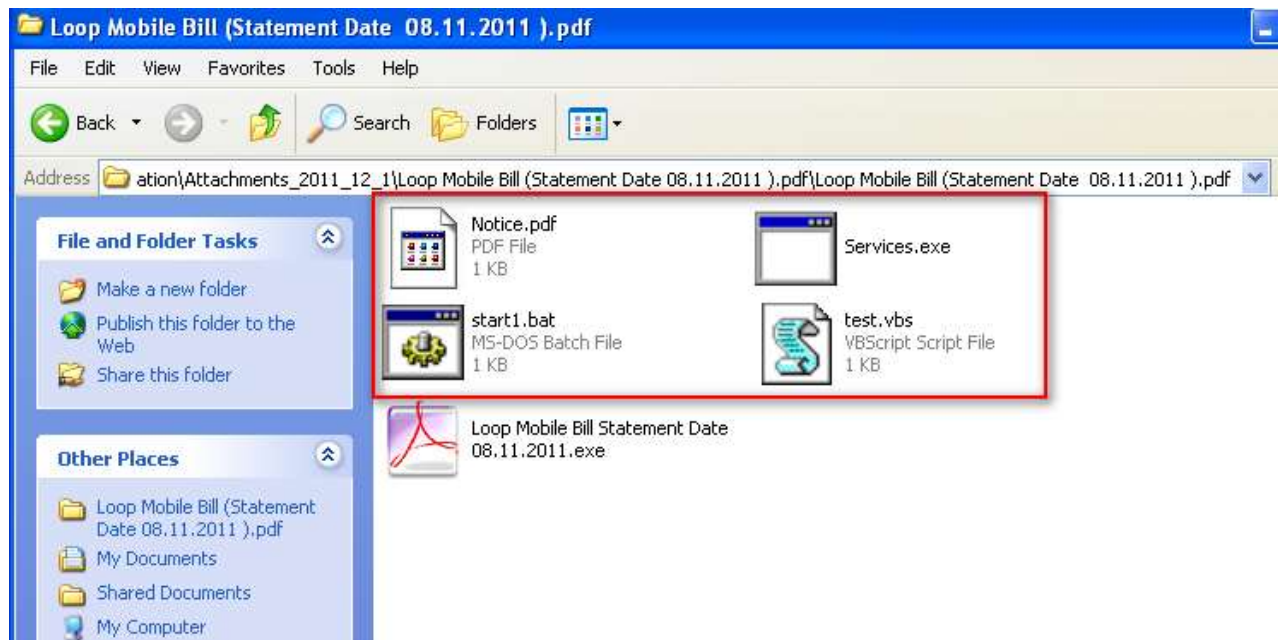 Loop Mobile Bill (Statement Date  08.11.2011 ).pdf
File Edit View Favorites Tools Help
Back Search Folders
Address ation\Attachments_2011_12_1\Loop Mobile Bill (Statement Date 08.11.2011 ).pdf\Loop Mobile Bill (Statement Date  08.11.2011 ).pdf
File and Folder Tasks
Make a new folder
Publish this folder to the
Web
Share this folder
Other Places
Loop Mobile Bill (Statement
Date 08.11.2011 ).pdf
My Documents
Shared Documents
My Computer
Notice.pdf
PDF File
1 KB
Services.exe
start1.bat
MS-DOS Batch File
1 KB
test.vbs
VBScript Script File
1 KB
Loop Mobile Bill Statement Date
08.11.2011.exe